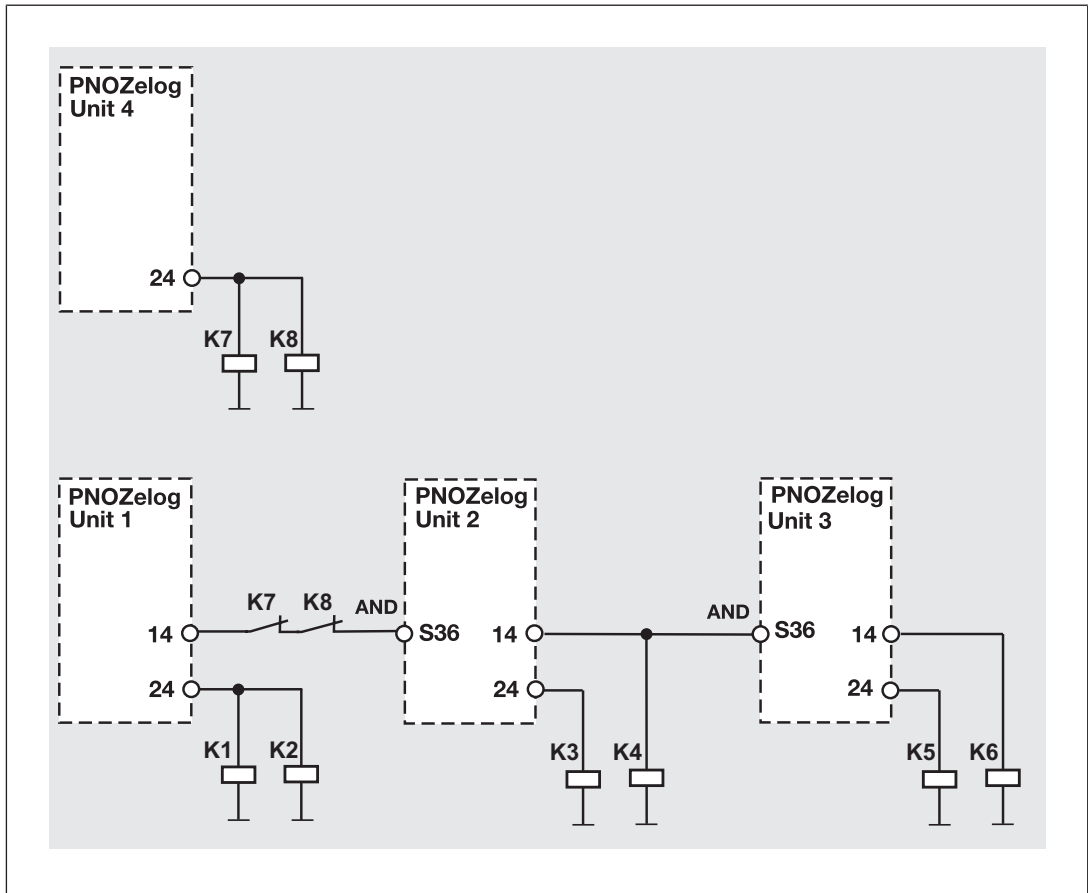 PNOZelog
Unit 4
24
K7 K8
PNOZelog
Unit 1
PNOZelog
Unit 2
PNOZelog
Unit 3
K7 K8 AND
AND
14
S36 14
S36 14
24
24
24
K1 K2
K3 K4
K5 K6